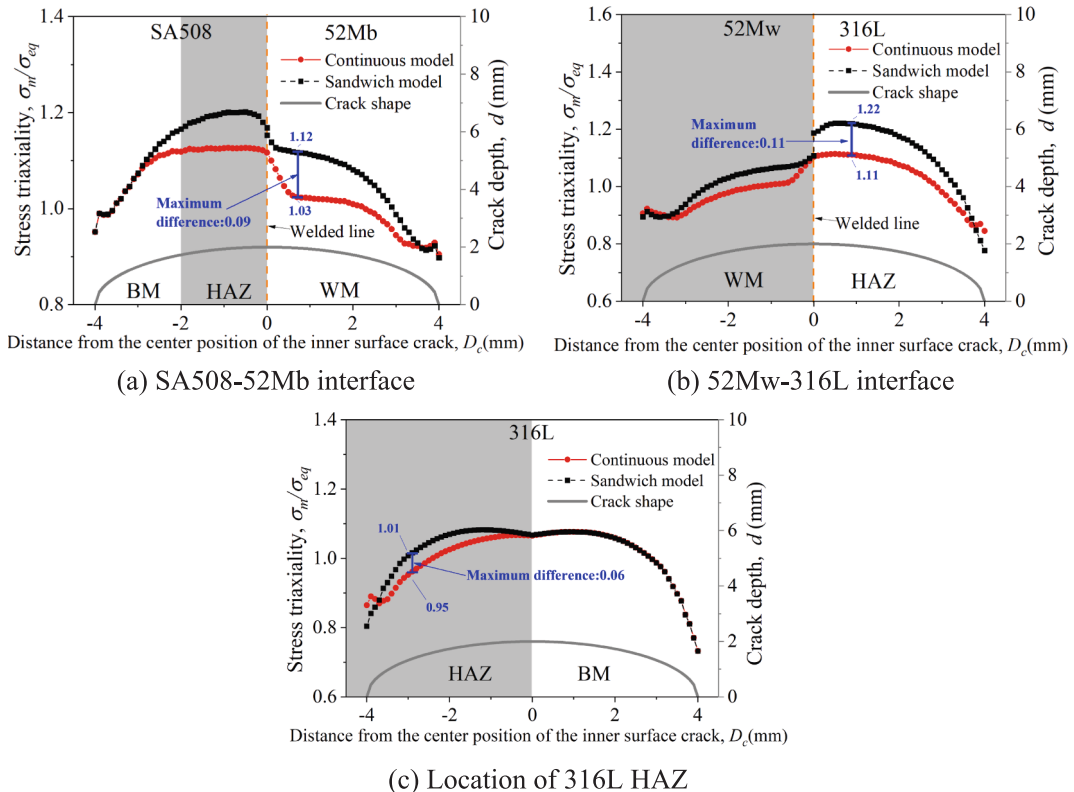 SA508
52Mb
Continuous model
Sandwich model
Crack shape
1.12
1.03
Maximum
difference:0.09
Welded line
BM
HAZ
WM
1.4
1.2
1.0
0.8
10
8
6
4
2
0
-4
-2
0
2
4
Stress triaxiality, σm/σeq
Crack depth, d (mm)
Distance from the center position of the inner surface crack, Dc(mm)
(a) SA508-52Mb interface
52Mw
316L
Continuous model
Sandwich model
Crack shape
1.22
Maximum
difference:0.11
1.11
Welded line
WM
HAZ
1.6
1.4
1.2
1.0
0.8
0.6
10
8
6
4
2
0
-4
-2
0
2
4
Stress triaxiality, σm/σeq
Crack depth, d (mm)
Distance from the center position of the inner surface crack, Dc(mm)
(b) 52Mw-316L interface
316L
Continuous model
Sandwich model
Crack shape
1.01
Maximum difference:0.06
0.95
HAZ
BM
1.4
1.2
1.0
0.8
0.6
10
8
6
4
2
0
-4
-2
0
2
4
Stress triaxiality, σm/σeq
Crack depth, d (mm)
Distance from the center position of the inner surface crack, Dc(mm)
(c) Location of 316L HAZ